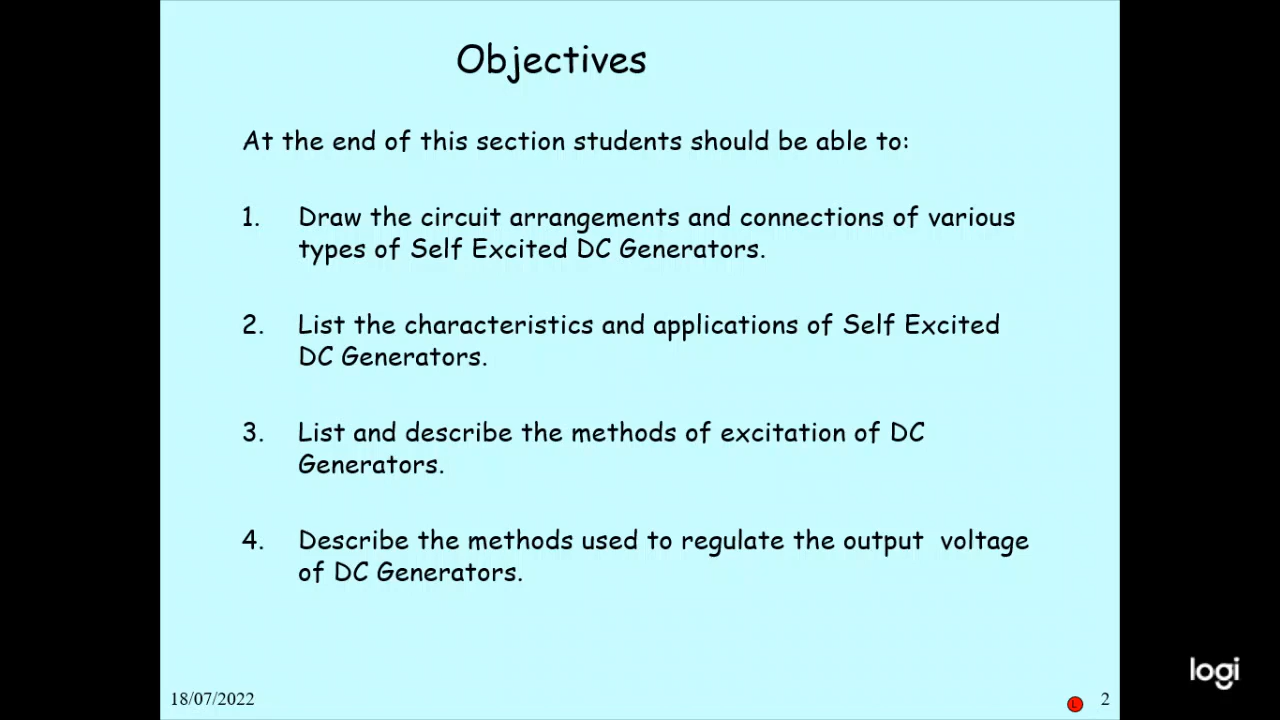 Objectives
At the end of this section students should be able to:
1. Draw the circuit arrangements and connections of various
types of Self Excited DC Generators.
2. List the characteristics and applications of Self Excited
DC Generators.
3. List and describe the methods of excitation of DC
Generators.
4. Describe the methods used to regulate the output  voltage
of DC Generators.
18/07/2022
L
2
logi